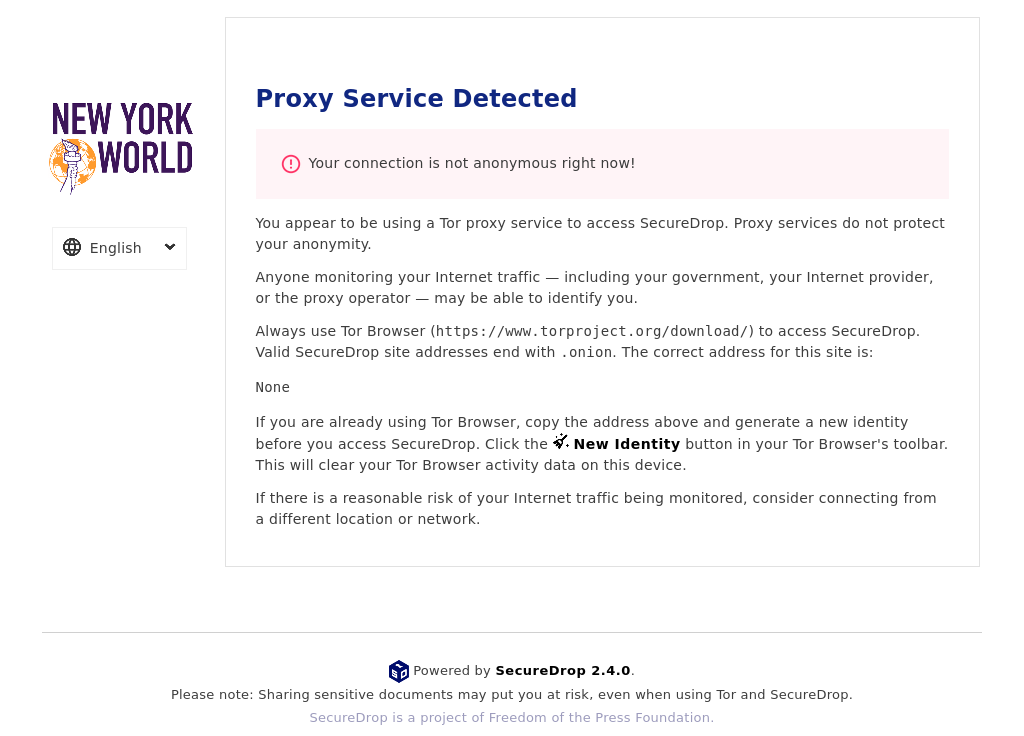 NEW YORK
WORLD
English
Proxy Service Detected
Your connection is not anonymous right now!
You appear to be using a Tor proxy service to access SecureDrop. Proxy services do not protect
your anonymity.
Anyone monitoring your Internet traffic — including your government, your Internet provider,
or the proxy operator — may be able to identify you.
Always use Tor Browser (https://www.torproject.org/download/) to access SecureDrop.
Valid SecureDrop site addresses end with .onion. The correct address for this site is:
None
If you are already using Tor Browser, copy the address above and generate a new identity
before you access SecureDrop. Click the New Identity button in your Tor Browser's toolbar.
This will clear your Tor Browser activity data on this device.
If there is a reasonable risk of your Internet traffic being monitored, consider connecting from
a different location or network.
Powered by SecureDrop 2.4.0.
Please note: Sharing sensitive documents may put you at risk, even when using Tor and SecureDrop.
SecureDrop is a project of Freedom of the Press Foundation.